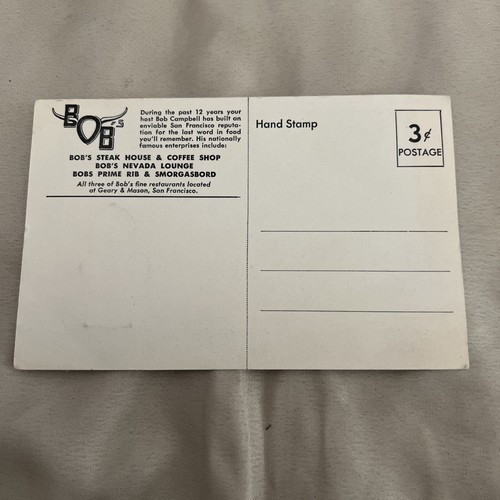 BOB'S
During the past 12 years your
host Bob Campbell has built an
enviable San Francisco reputa-
tion for the last word in food
you'll remember. His nationally
famous enterprises include:
BOB'S STEAK HOUSE & COFFEE SHOP
BOB'S NEVADA LOUNGE
BOBS PRIME RIB & SMORGASBORD
All three of Bob's fine restaurants located
at Geary & Mason, San Francisco.
Hand Stamp
3¢
POSTAGE